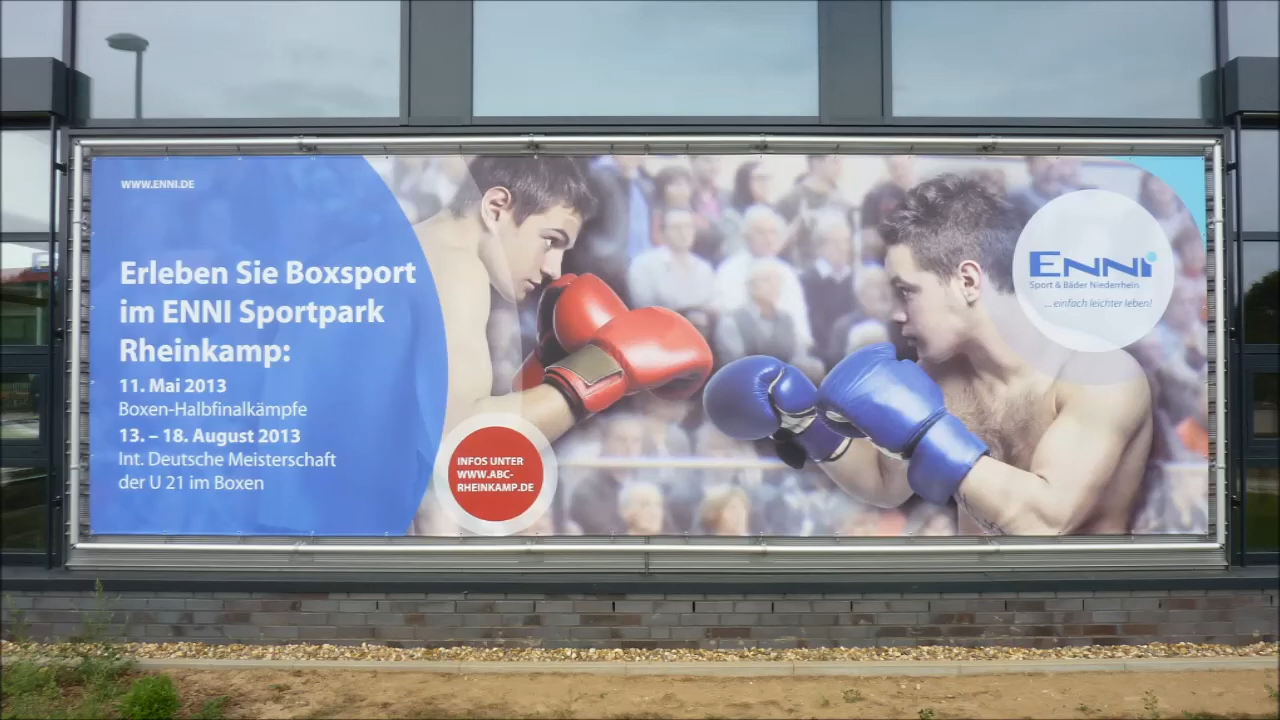 WWW.ENNI.DE
Erleben Sie Boxsport
im ENNI Sportpark
Rheinkamp:
11. Mai 2013
Boxen-Halbfinalkämpfe
13. – 18. August 2013
Int. Deutsche Meisterschaft
der U 21 im Boxen
INFOS UNTER
WWW.ABC-
RHEINKAMP.DE
ENNI
Sport & Bäder Niederrhein
...einfach leichter leben!